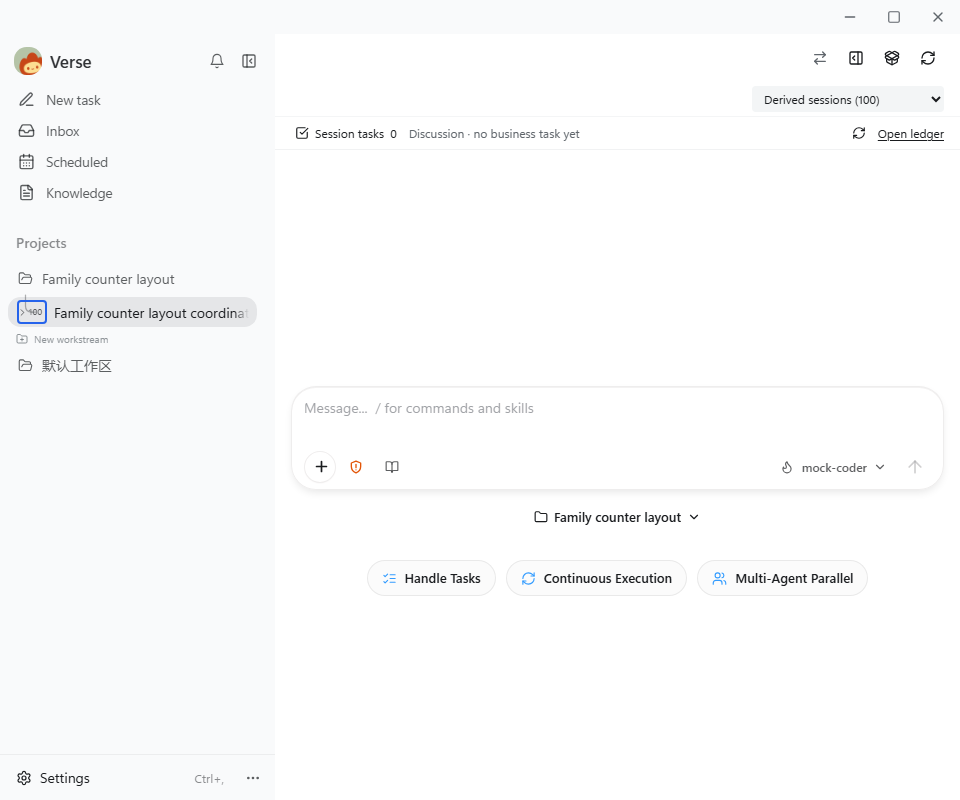 Verse
New task
Inbox
Scheduled
Knowledge
Projects
Family counter layout
100
Family counter layout coordina
New workstream
默认工作区
Settings
Ctrl+,
Derived sessions (100)
Session tasks 0 Discussion · no business task yet
Open ledger
Message... / for commands and skills
mock-coder
Family counter layout
Handle Tasks
Continuous Execution
Multi-Agent Parallel